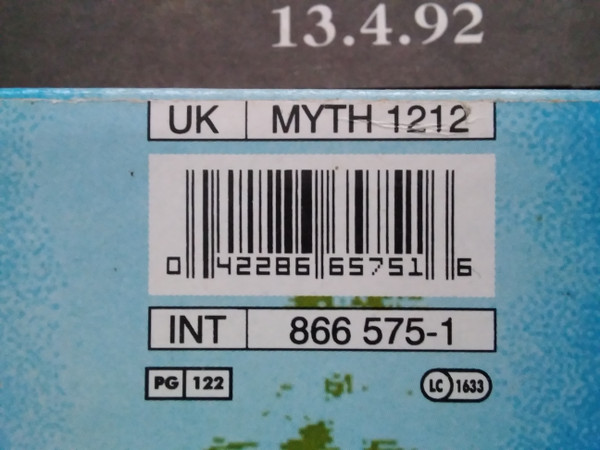 13.4.92
UK MYTH 1212
0 42286 65751 6
INT 866 575-1
PG 122 LC 1633